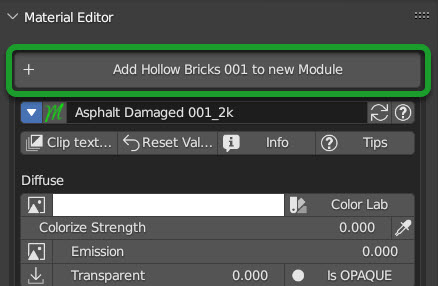 Material Editor
+ Add Hollow Bricks 001 to new Module
Asphalt Damaged 001_2k
Clip text... Reset Val... Info Tips
Diffuse
Color Lab
Colorize Strength 0.000
Emission 0.000
Transparent 0.000 Is OPAQUE